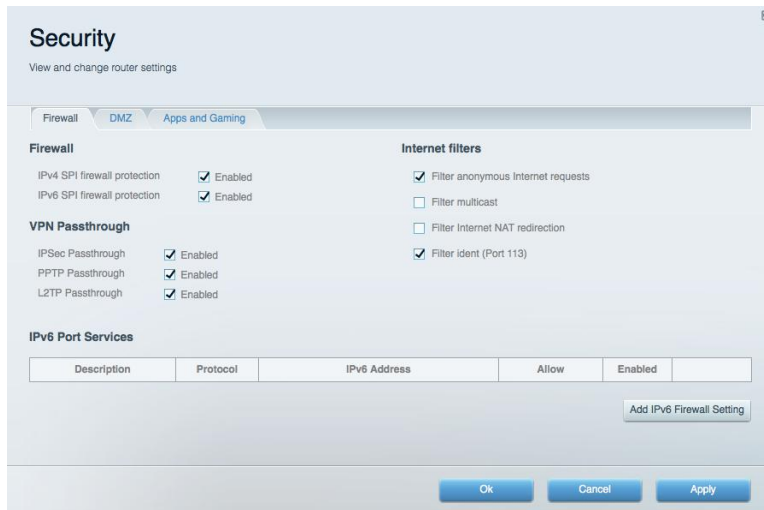 Security
View and change router settings
Firewall DMZ Apps and Gaming
Firewall
IPv4 SPI firewall protection Enabled
IPv6 SPI firewall protection Enabled
VPN Passthrough
IPSec Passthrough Enabled
PPTP Passthrough Enabled
L2TP Passthrough Enabled
Internet filters
Filter anonymous Internet requests
Filter multicast
Filter Internet NAT redirection
Filter ident (Port 113)
IPv6 Port Services
Description Protocol IPv6 Address Allow Enabled
Add IPv6 Firewall Setting
Ok Cancel Apply